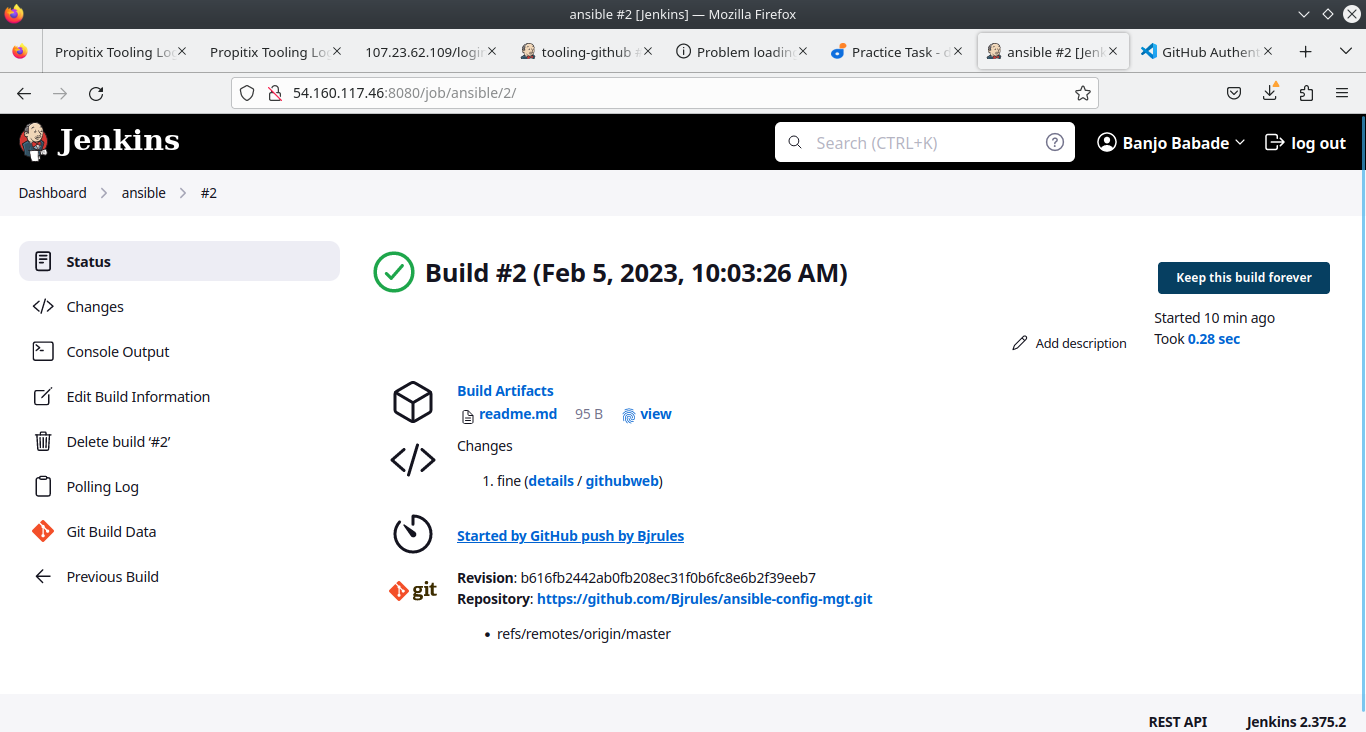 ansible #2 [Jenkins] — Mozilla Firefox
Propitix Tooling Log
Propitix Tooling Log
107.23.62.109/login
tooling-github #
Problem loading
Practice Task - d
ansible #2 [Jenk
GitHub Authent
54.160.117.46:8080/job/ansible/2/
Jenkins
Search (CTRL+K)
Banjo Babade
log out
Dashboard
ansible
#2
Status
Changes
Console Output
Edit Build Information
Delete build ‘#2’
Polling Log
Git Build Data
Previous Build
Build #2 (Feb 5, 2023, 10:03:26 AM)
Keep this build forever
Started 10 min ago
Took 0.28 sec
Add description
Build Artifacts
readme.md 95 B view
Changes
1. fine (details / githubweb)
Started by GitHub push by Bjrules
git
Revision: b616fb2442ab0fb208ec31f0b6fc8e6b2f39eeb7
Repository: https://github.com/Bjrules/ansible-config-mgt.git
• refs/remotes/origin/master
REST API
Jenkins 2.375.2